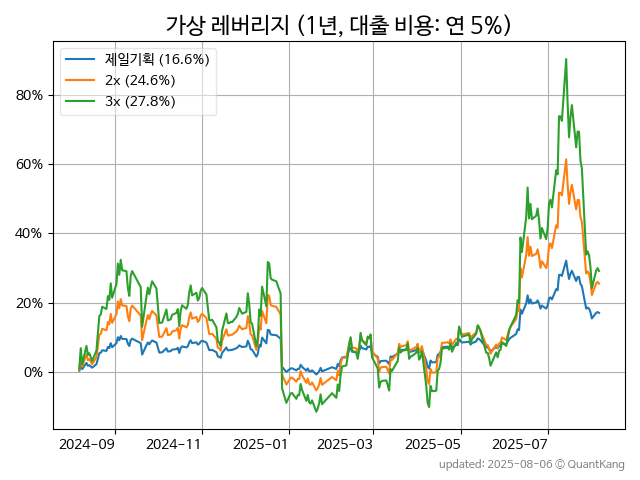 가상 레버리지 (1년, 대출 비용: 연 5%)
제일기획 (16.6%)
2x (24.6%)
3x (27.8%)
80%
60%
40%
20%
0%
2024-09
2024-11
2025-01
2025-03
2025-05
2025-07
updated: 2025-08-06 © QuantKang